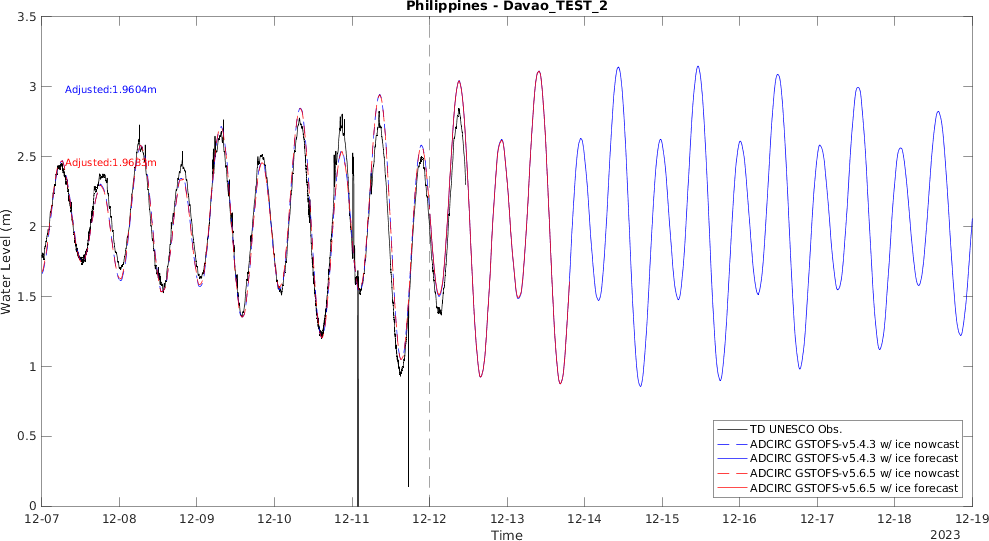 Philippines - Davao_TEST_2
Water Level (m)
3.5
3
2.5
2
1.5
1
0.5
0
Adjusted:1.9604m
Adjusted:1.9683m
TD UNESCO Obs.
ADCIRC GSTOFS-v5.4.3 w/ ice nowcast
ADCIRC GSTOFS-v5.4.3 w/ ice forecast
ADCIRC GSTOFS-v5.6.5 w/ ice nowcast
ADCIRC GSTOFS-v5.6.5 w/ ice forecast
12-07 12-08 12-09 12-10 12-11 12-12 12-13 12-14 12-15 12-16 12-17 12-18 12-19
Time
2023